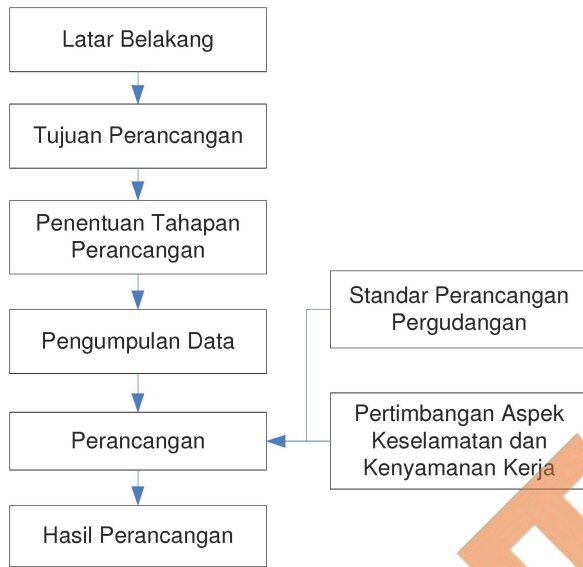 Latar Belakang
Tujuan Perancangan
Penentuan Tahapan
Perancangan
Pengumpulan Data
Perancangan
Hasil Perancangan
Standar Perancangan
Pergudangan
Pertimbangan Aspek
Keselamatan dan
Kenyamanan Kerja